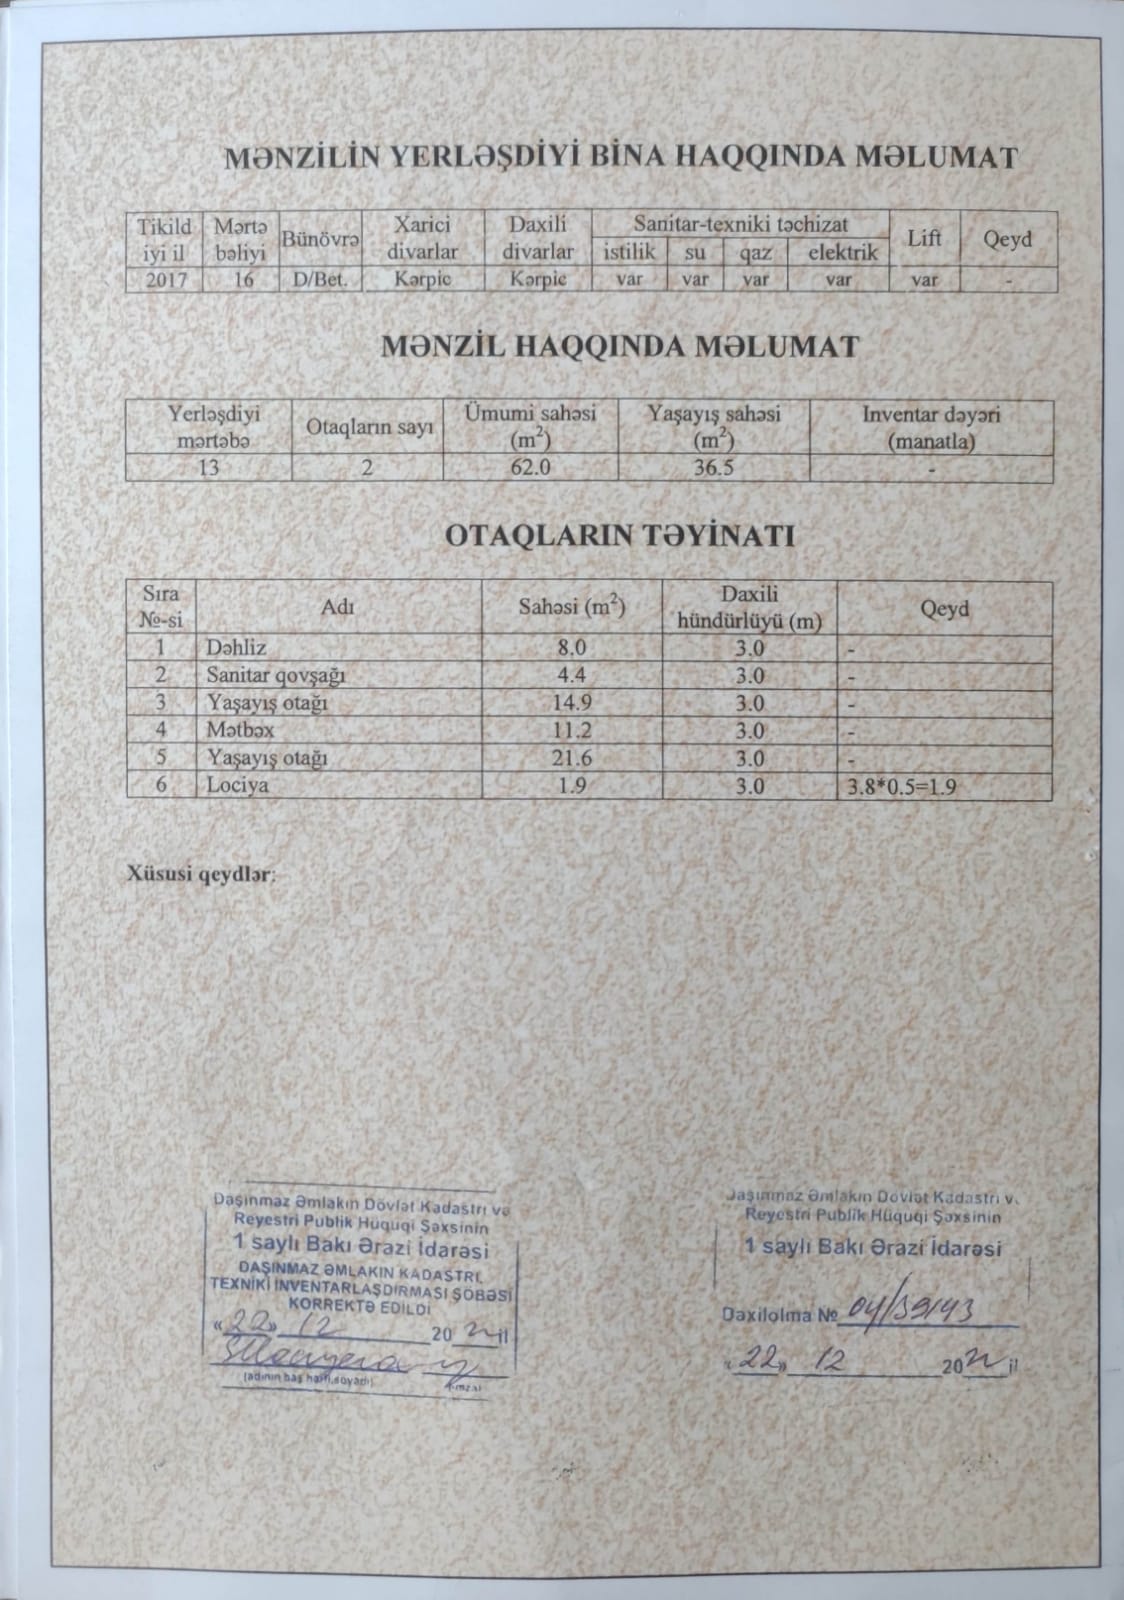 MƏNZİLİN YERLƏŞDİYİ BİNA HAQQINDA MƏLUMAT
Tikild iyi il | Mərtə bəliyi | Bünövrə | Xarici divarlar | Daxili divarlar | Sanitar-texniki təchizat | Lift | Qeyd
istilik | su | qaz | elektrik
2017 | 16 | D/Bet. | Kərpic | Kərpic | var | var | var | var | var | -
MƏNZİL HAQQINDA MƏLUMAT
Yerləşdiyi mərtəbə | Otaqların sayı | Ümumi sahəsi (m²) | Yaşayış sahəsi (m²) | Inventar dəyəri (manatla)
13 | 2 | 62.0 | 36.5 | -
OTAQLARIN TƏYİNATI
Sıra №-si | Adı | Sahəsi (m²) | Daxili hündürlüyü (m) | Qeyd
1 | Dəhliz | 8.0 | 3.0 | -
2 | Sanitar qovşağı | 4.4 | 3.0 | -
3 | Yaşayış otağı | 14.9 | 3.0 | -
4 | Mətbəx | 11.2 | 3.0 | -
5 | Yaşayış otağı | 21.6 | 3.0 | -
6 | Lociya | 1.9 | 3.0 | 3.8*0.5=1.9
Xüsusi qeydlər:
Daşınmaz Əmlakın Dövlət Kadastrı və
Reyestri Publik Hüquqi Şəxsinin
1 saylı Bakı Ərazi İdarəsi
DAŞINMAZ ƏMLAKIN KADASTRI,
TEXNİKİ İNVENTARLAŞDIRMASI ŞÖBƏSİ
KORREKTƏ EDİLDİ
«22» 12 2022 il
(adının baş hərfi, soyadı) imza
Daşınmaz Əmlakın Dövlət Kadastrı v.
Reyestri Publik Hüquqi Şəxsinin
1 saylı Bakı Ərazi İdarəsi
Daxilolma № 04/39143
«22» 12 2022 il